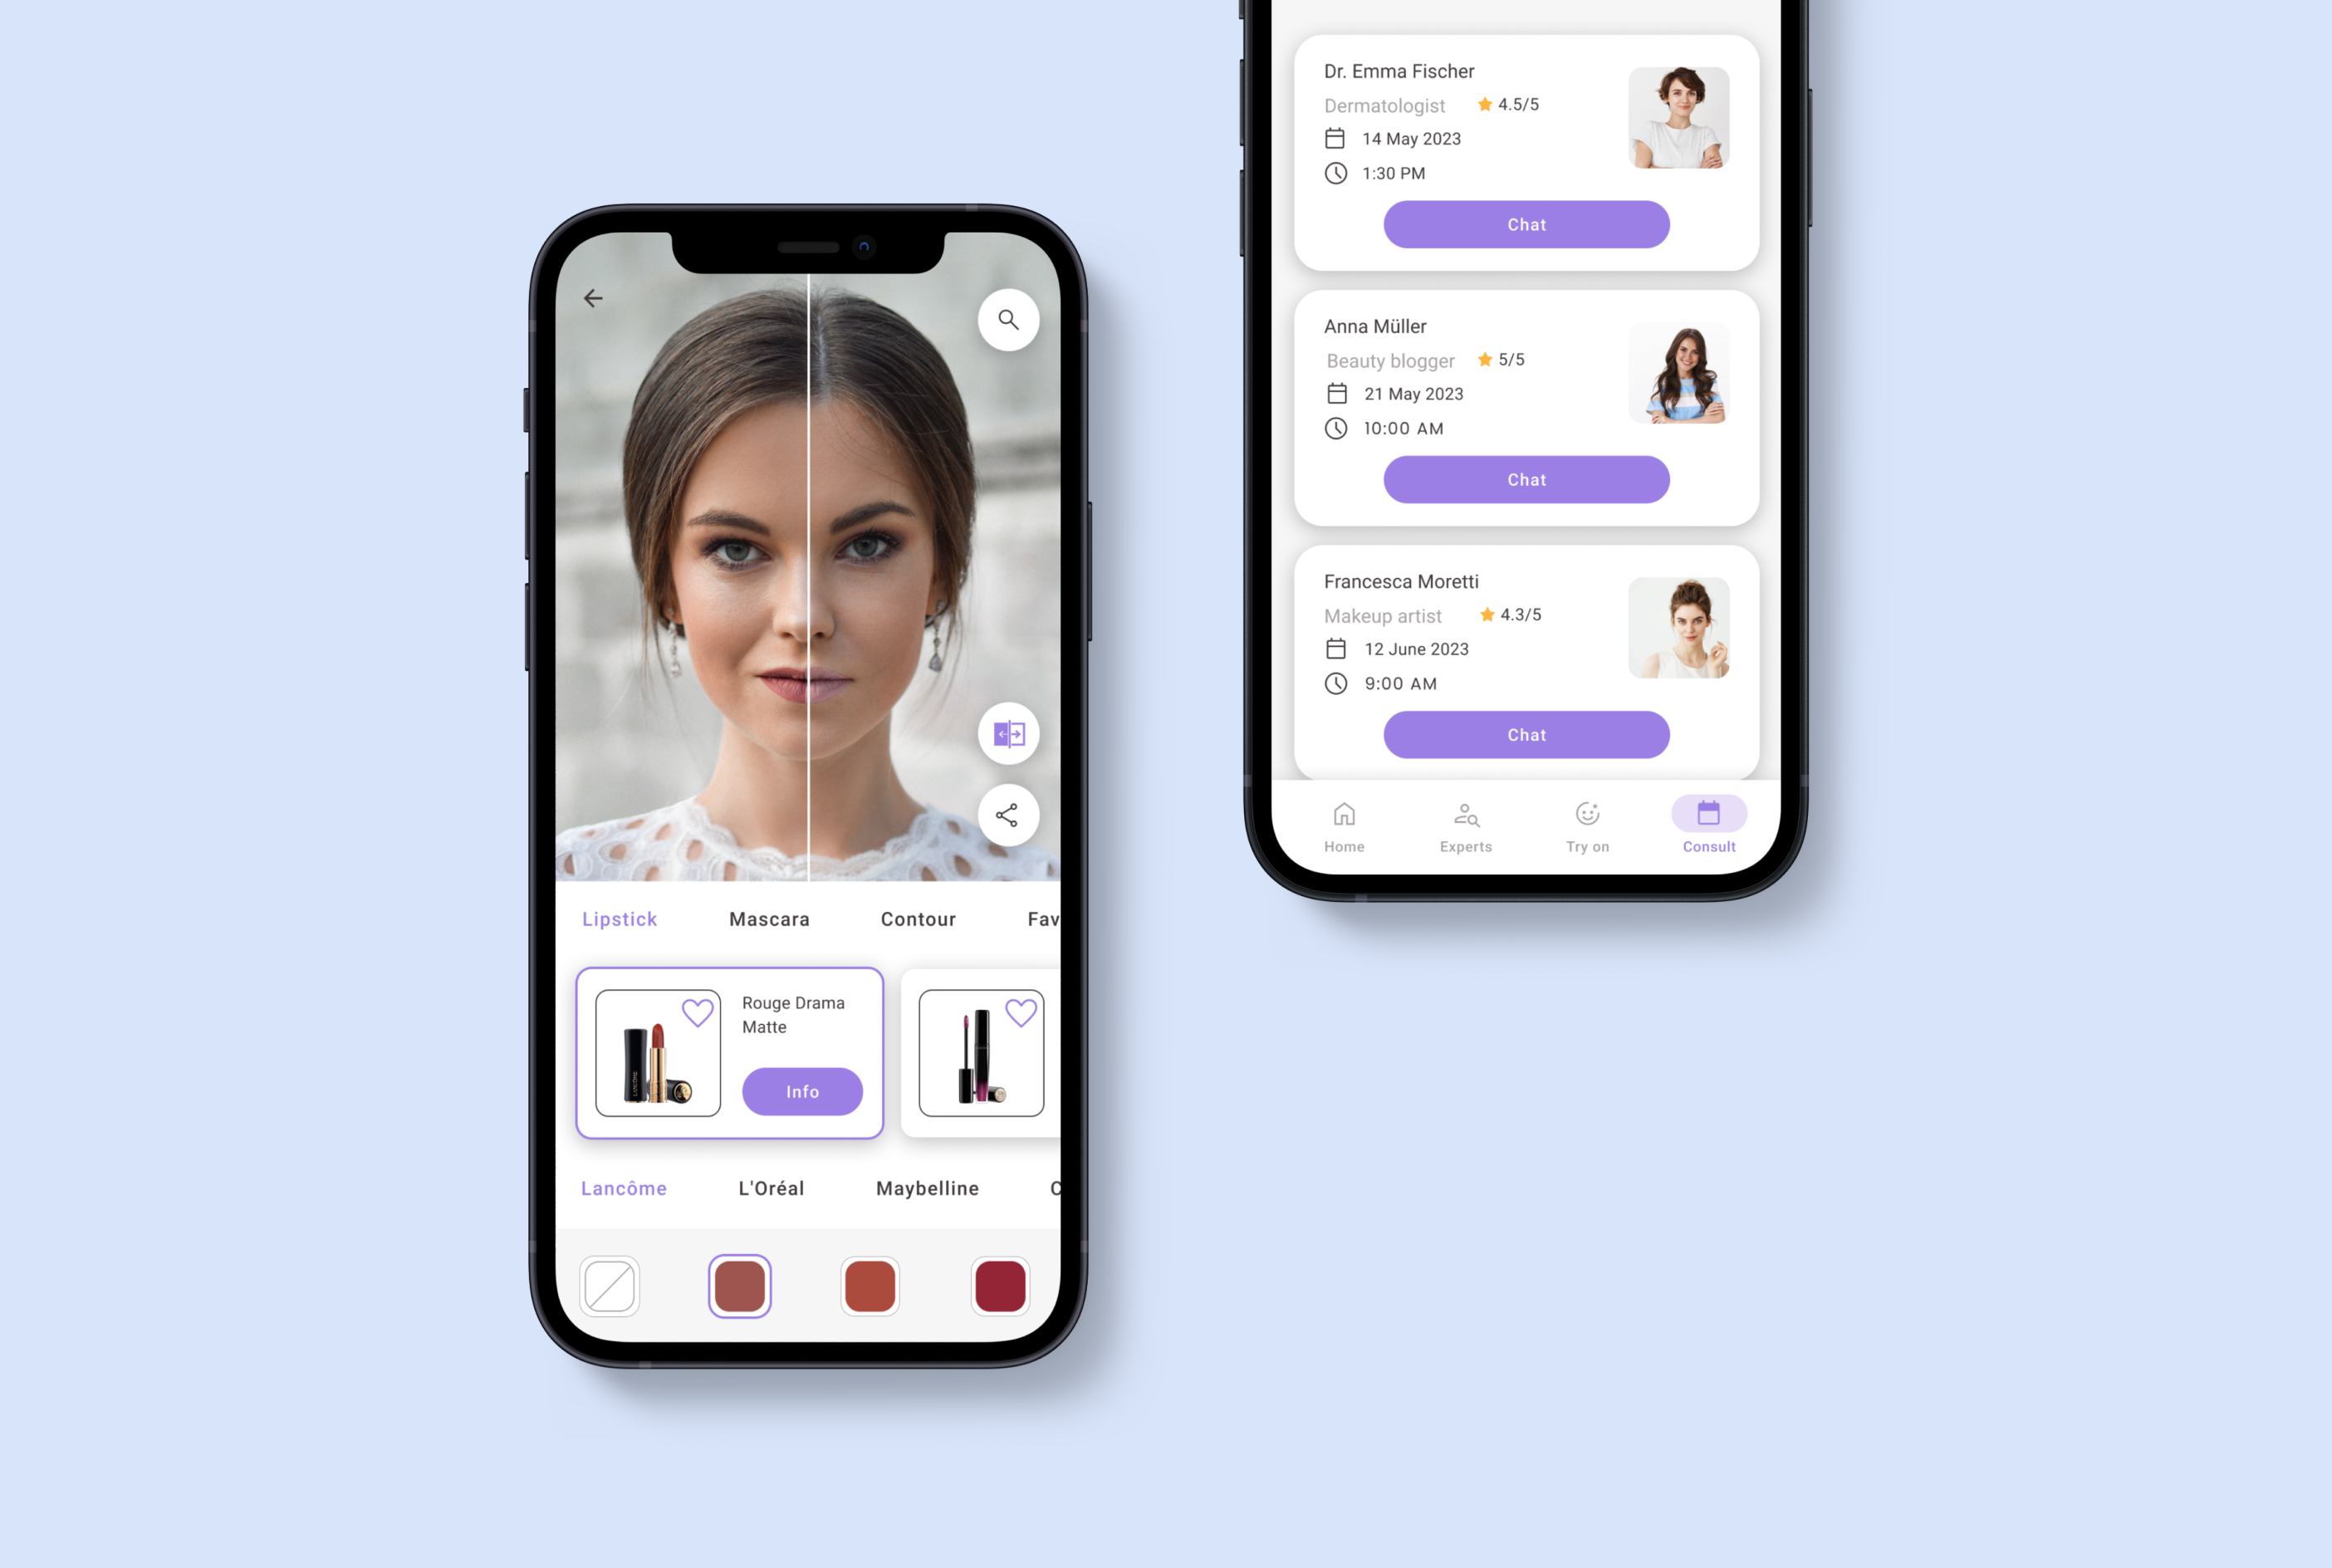 Lipstick
Mascara
Contour
Fav
Rouge Drama
Matte
Info
LANCÔME
Lancôme
L'Oréal
Maybelline
C
Dr. Emma Fischer
Dermatologist
4.5/5
14 May 2023
1:30 PM
Chat
Anna Müller
Beauty blogger
5/5
21 May 2023
10:00 AM
Chat
Francesca Moretti
Makeup artist
4.3/5
12 June 2023
9:00 AM
Chat
Home
Experts
Try on
Consult